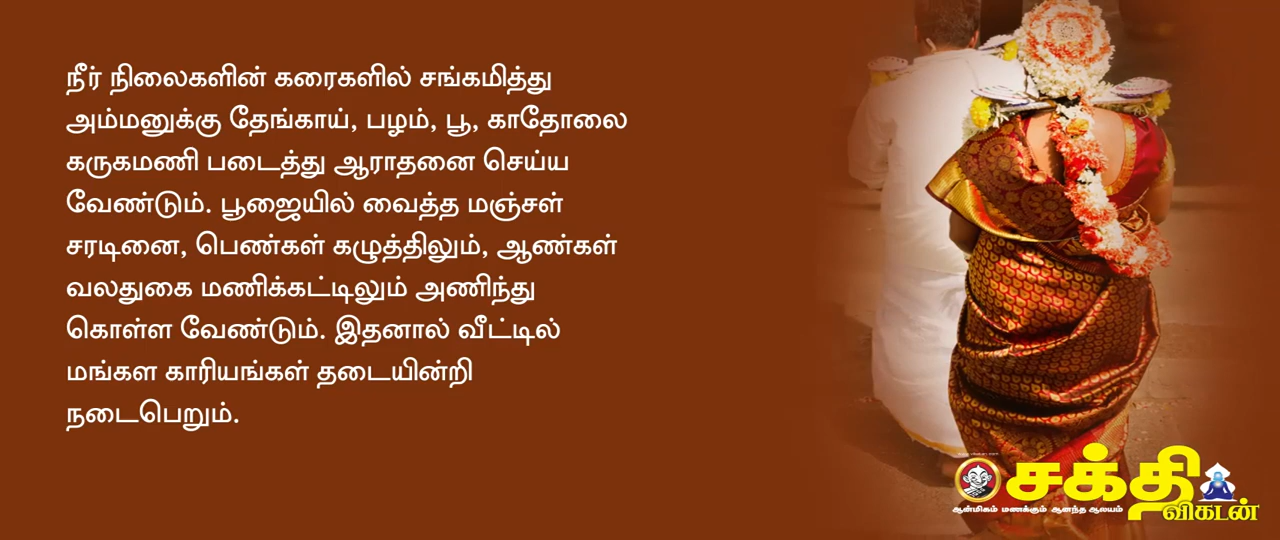 நீர் நிலைகளின் கரைகளில் சங்கமித்து
அம்மனுக்கு தேங்காய், பழம், பூ, காதோலை
கருகமணி படைத்து ஆராதனை செய்ய
வேண்டும். பூஜையில் வைத்த மஞ்சள்
சரடினை, பெண்கள் கழுத்திலும், ஆண்கள்
வலதுகை மணிக்கட்டிலும் அணிந்து
கொள்ள வேண்டும். இதனால் வீட்டில்
மங்கள காரியங்கள் தடையின்றி
நடைபெறும்.
சக்தி
விகடன்
ஆன்மிகம் மணக்கும் ஆனந்த ஆலயம்